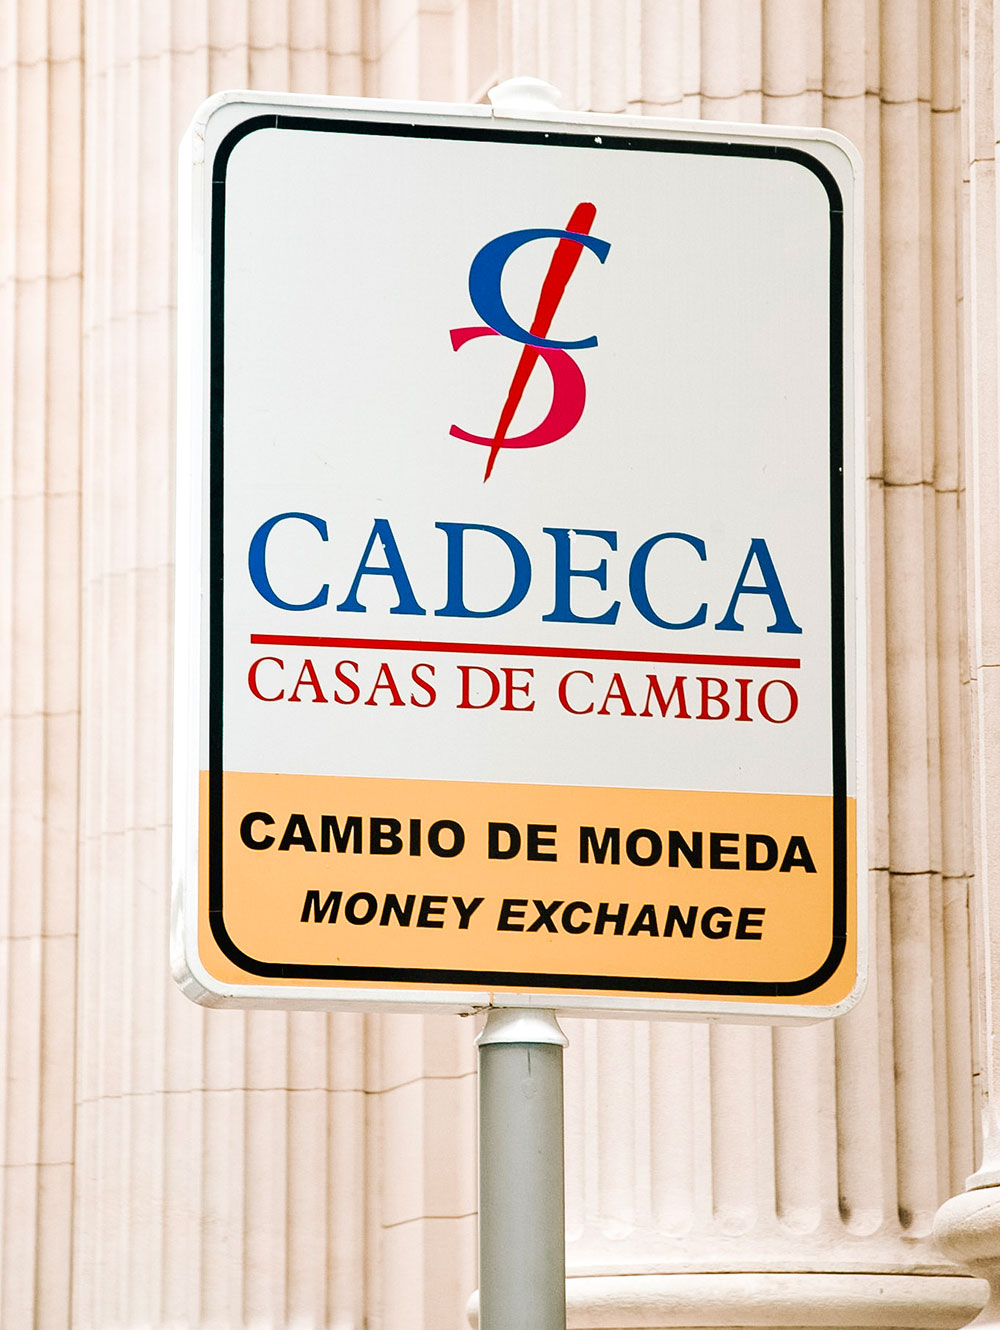 CADECA
CASAS DE CAMBIO
CAMBIO DE MONEDA
MONEY EXCHANGE